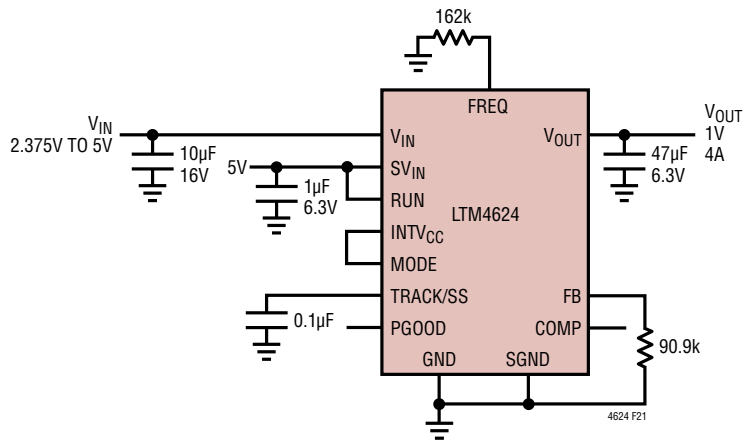 162k
FREQ
VIN
2.375V TO 5V
VIN
VOUT
VOUT
1V
4A
10µF
16V
47µF
6.3V
5V
SVIN
1µF
6.3V
RUN
LTM4624
INTVCC
MODE
TRACK/SS
FB
0.1µF
PGOOD
COMP
90.9k
GND
SGND
4624 F21